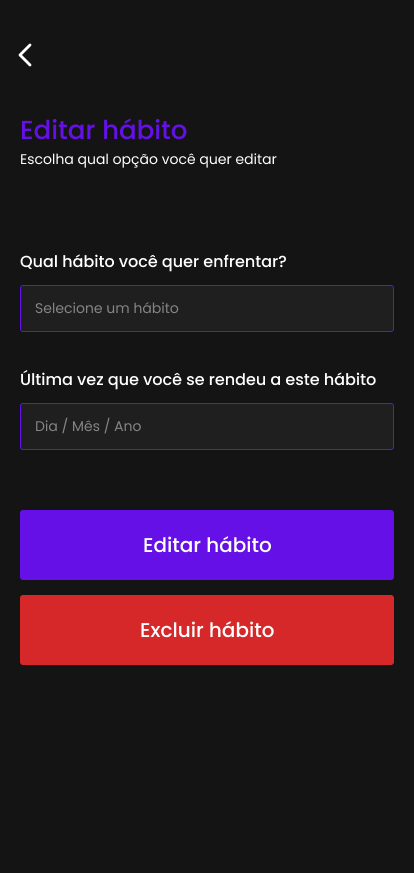 Editar hábito
Escolha qual opção você quer editar
Qual hábito você quer enfrentar?
Selecione um hábito
Última vez que você se rendeu a este hábito
Dia / Mês / Ano
Editar hábito
Excluir hábito